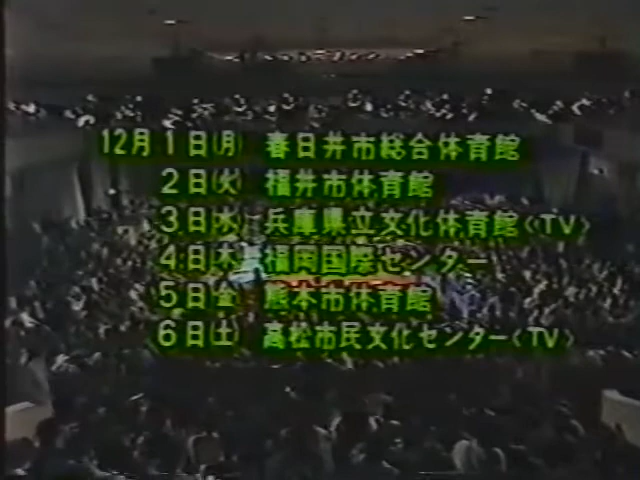 12月1日(月) 春日井市総合体育館
2日(火) 福井市体育館
3日(水) 兵庫県立文化体育館〈TV〉
4日(木) 福岡国際センター
5日(金) 熊本市体育館
6日(土) 高松市民文化センター〈TV〉